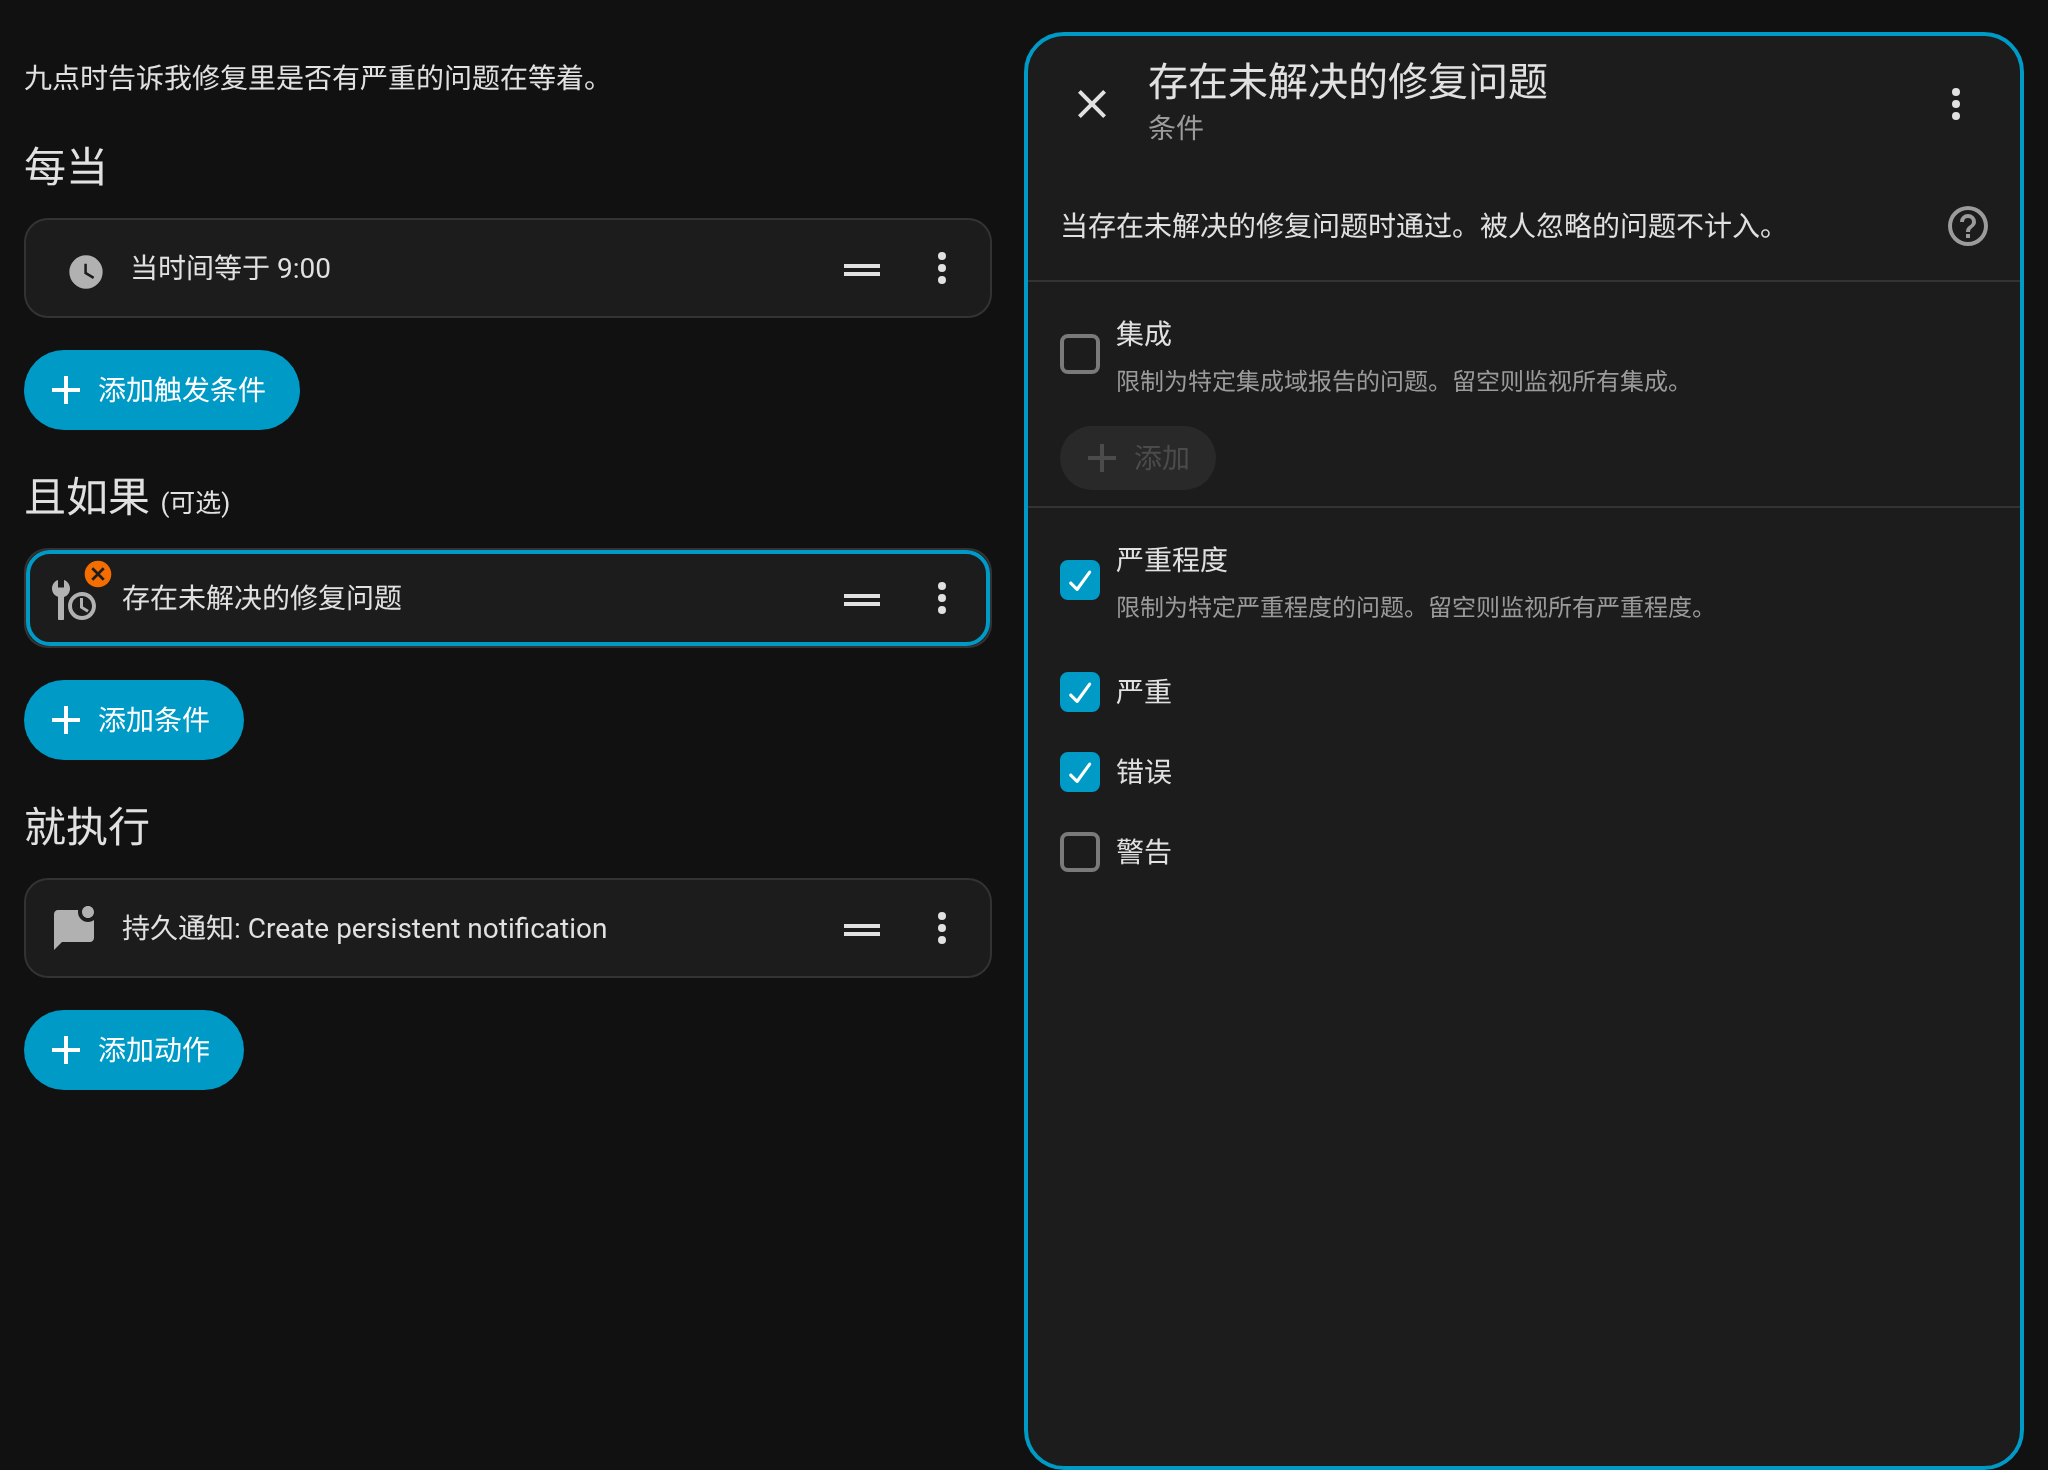 九点时告诉我修复里是否有严重的问题在等着。
每当
当时间等于 9:00
添加触发条件
且如果 (可选)
存在未解决的修复问题
添加条件
就执行
持久通知: Create persistent notification
添加动作
存在未解决的修复问题
条件
当存在未解决的修复问题时通过。被人忽略的问题不计入。
集成
限制为特定集成域报告的问题。留空则监视所有集成。
添加
严重程度
限制为特定严重程度的问题。留空则监视所有严重程度。
严重
错误
警告